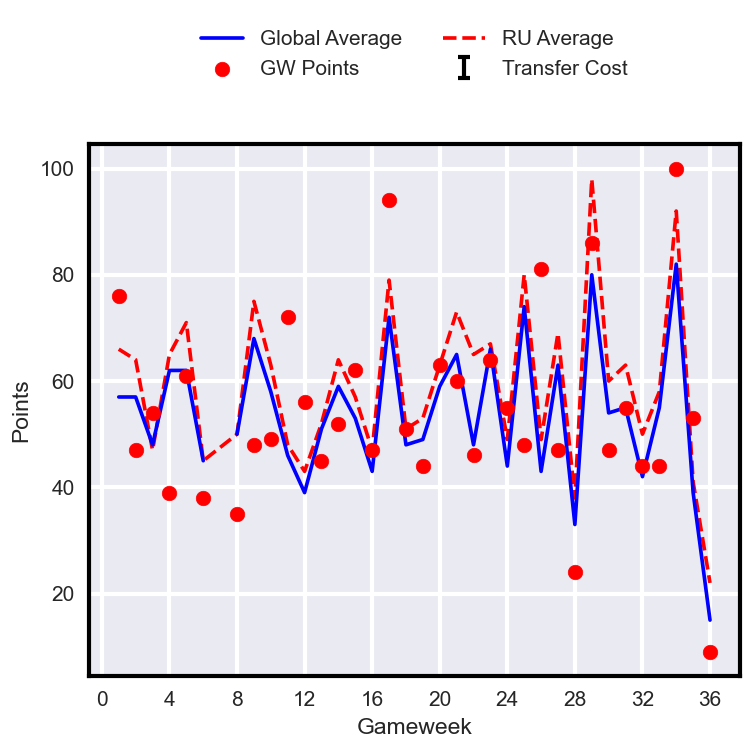 Global Average
GW Points
RU Average
Transfer Cost
Points
100
80
60
40
20
0 4 8 12 16 20 24 28 32 36
Gameweek